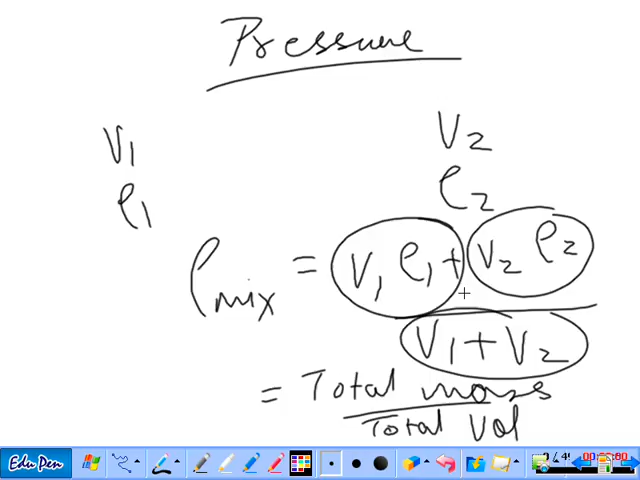 Pressure
V1 V2
ρ1 ρ2
ρmix = V1 ρ1 + V2 ρ2
V1 + V2
= Total mass
Total Vol
Edu Pen